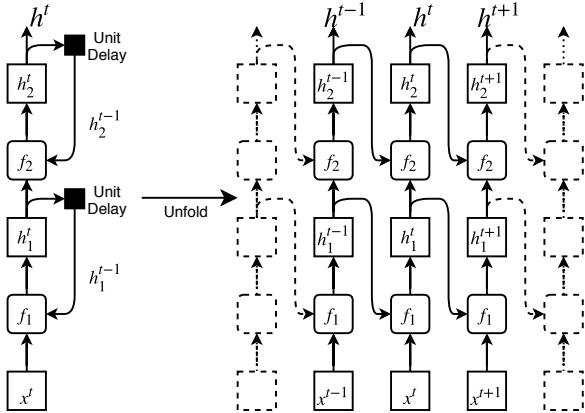 h^t h^{t-1} h^t h^{t+1}
Unit
Delay
h_2^t h_2^{t-1} h_2^t h_2^{t+1}
h_2^{t-1}
f_2 f_2 f_2 f_2
Unit
Delay
Unfold
h_1^t h_1^{t-1} h_1^t h_1^{t+1}
h_1^{t-1}
f_1 f_1 f_1 f_1
x^t x^{t-1} x^t x^{t+1}